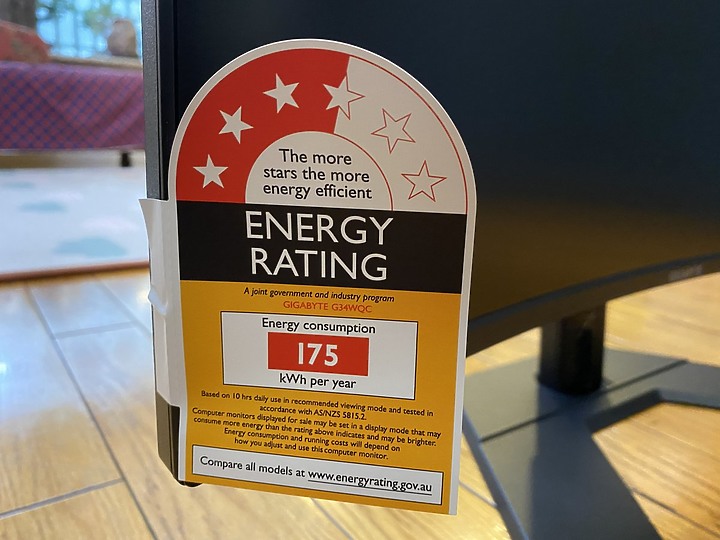 The more
stars the more
energy efficient
ENERGY
RATING
A joint government and industry program
GIGABYTE G34WQC
Energy consumption
175
kWh per year
Based on 10 hrs daily use in recommended viewing mode and tested in
accordance with AS/NZS 5815.2.
Computer monitors displayed for sale may be set in a display mode that may
consume more energy than the rating above indicates and may be brighter.
Energy consumption and running costs will depend on
how you adjust and use this computer monitor.
Compare all models at www.energyrating.gov.au